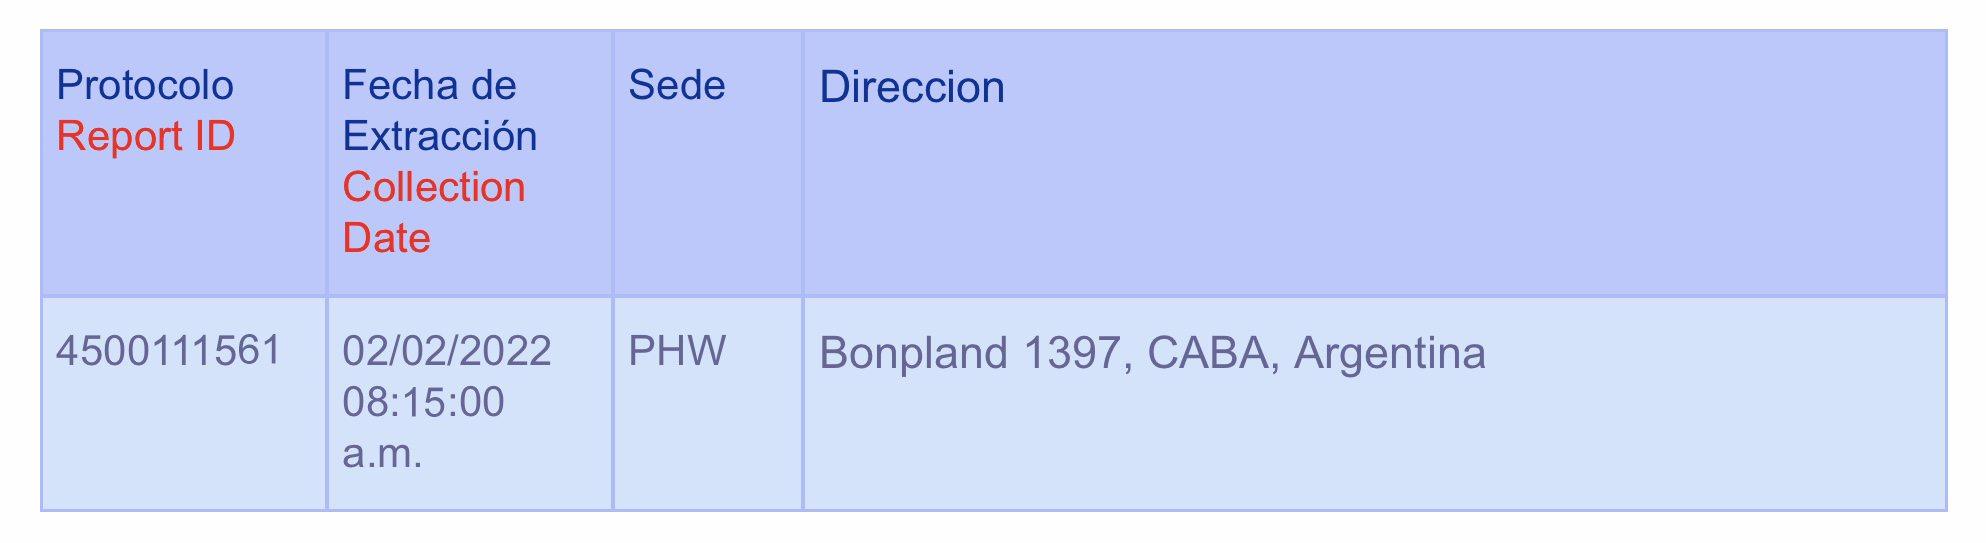 Protocolo
Report ID
Fecha de
Extracción
Collection
Date
Sede
Direccion
4500111561
02/02/2022
08:15:00
a.m.
PHW
Bonpland 1397, CABA, Argentina